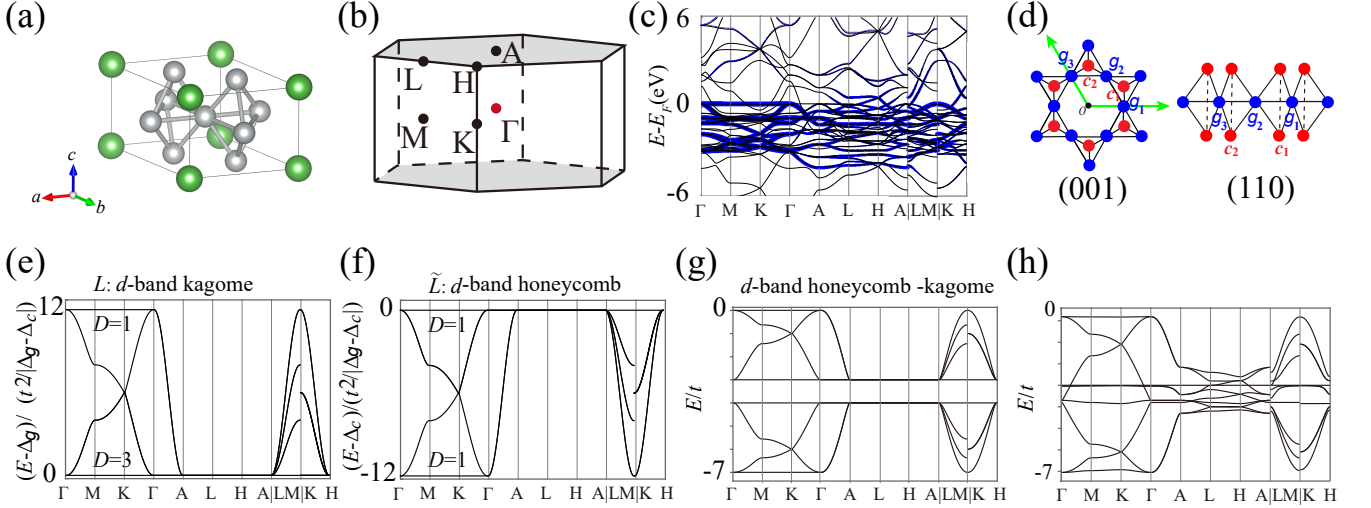 (a)
c
a
b
(b)
A
L
H
M
Γ
K
(c)
6
E-E_F(eV)
0
-6
Γ M K Γ A L H A|LM|K H
(d)
g₃ g₂
c₂ c₁
g₁
o
(001)
g₃ g₂ g₁
c₂ c₁
(110)
(e)
L: d-band kagome
12
D=1
(E-Δg)/ (t²/|Δg-Δc|)
D=3
0
Γ M K Γ A L H A|LM|K H
(f)
L̃: d-band honeycomb
0
D=1
(E-Δc)/(t²/|Δg-Δc|)
D=1
-12
Γ M K Γ A L H A|LM|K H
(g)
d-band honeycomb -kagome
0
E/t
-7
Γ M K Γ A L H A|LM|K H
(h)
0
E/t
-7
Γ M K Γ A L H A|LM|K H